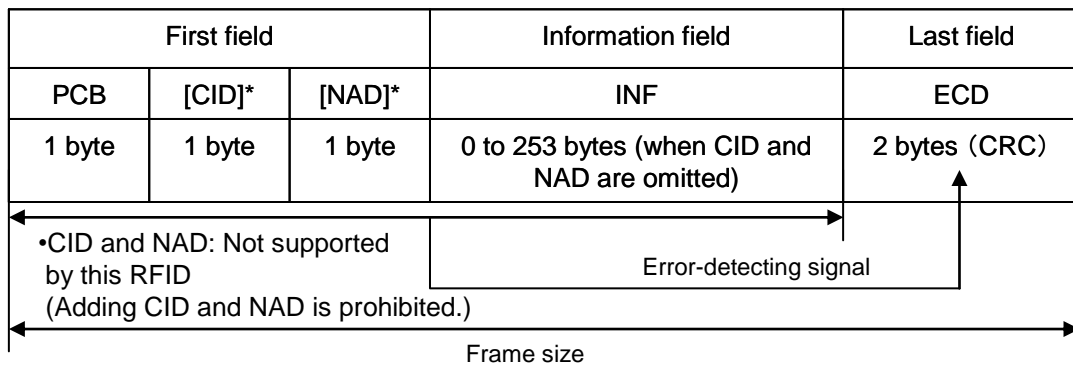 First field Information field Last field
PCB [CID]* [NAD]* INF ECD
1 byte 1 byte 1 byte 0 to 253 bytes (when CID and NAD are omitted) 2 bytes （CRC）
•CID and NAD: Not supported
by this RFID
(Adding CID and NAD is prohibited.)
Error-detecting signal
Frame size